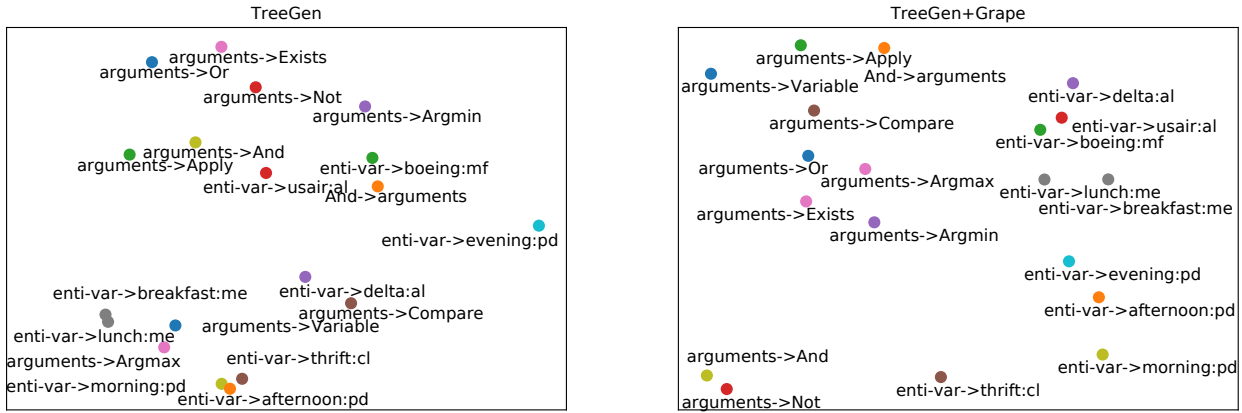 TreeGen
arguments->Exists
arguments->Or
arguments->Not
arguments->Argmin
arguments->And
arguments->Apply
enti-var->boeing:mf
enti-var->usair:al
And->arguments
enti-var->evening:pd
enti-var->delta:al
enti-var->breakfast:me
arguments->Compare
arguments->Variable
enti-var->lunch:me
enti-var->thrift:cl
arguments->Argmax
enti-var->morning:pd
enti-var->afternoon:pd
TreeGen+Grape
arguments->Apply
And->arguments
arguments->Variable
enti-var->delta:al
arguments->Compare
enti-var->usair:al
enti-var->boeing:mf
arguments->Or
arguments->Argmax
enti-var->lunch:me
enti-var->breakfast:me
arguments->Exists
arguments->Argmin
enti-var->evening:pd
enti-var->afternoon:pd
arguments->And
enti-var->morning:pd
enti-var->thrift:cl
arguments->Not